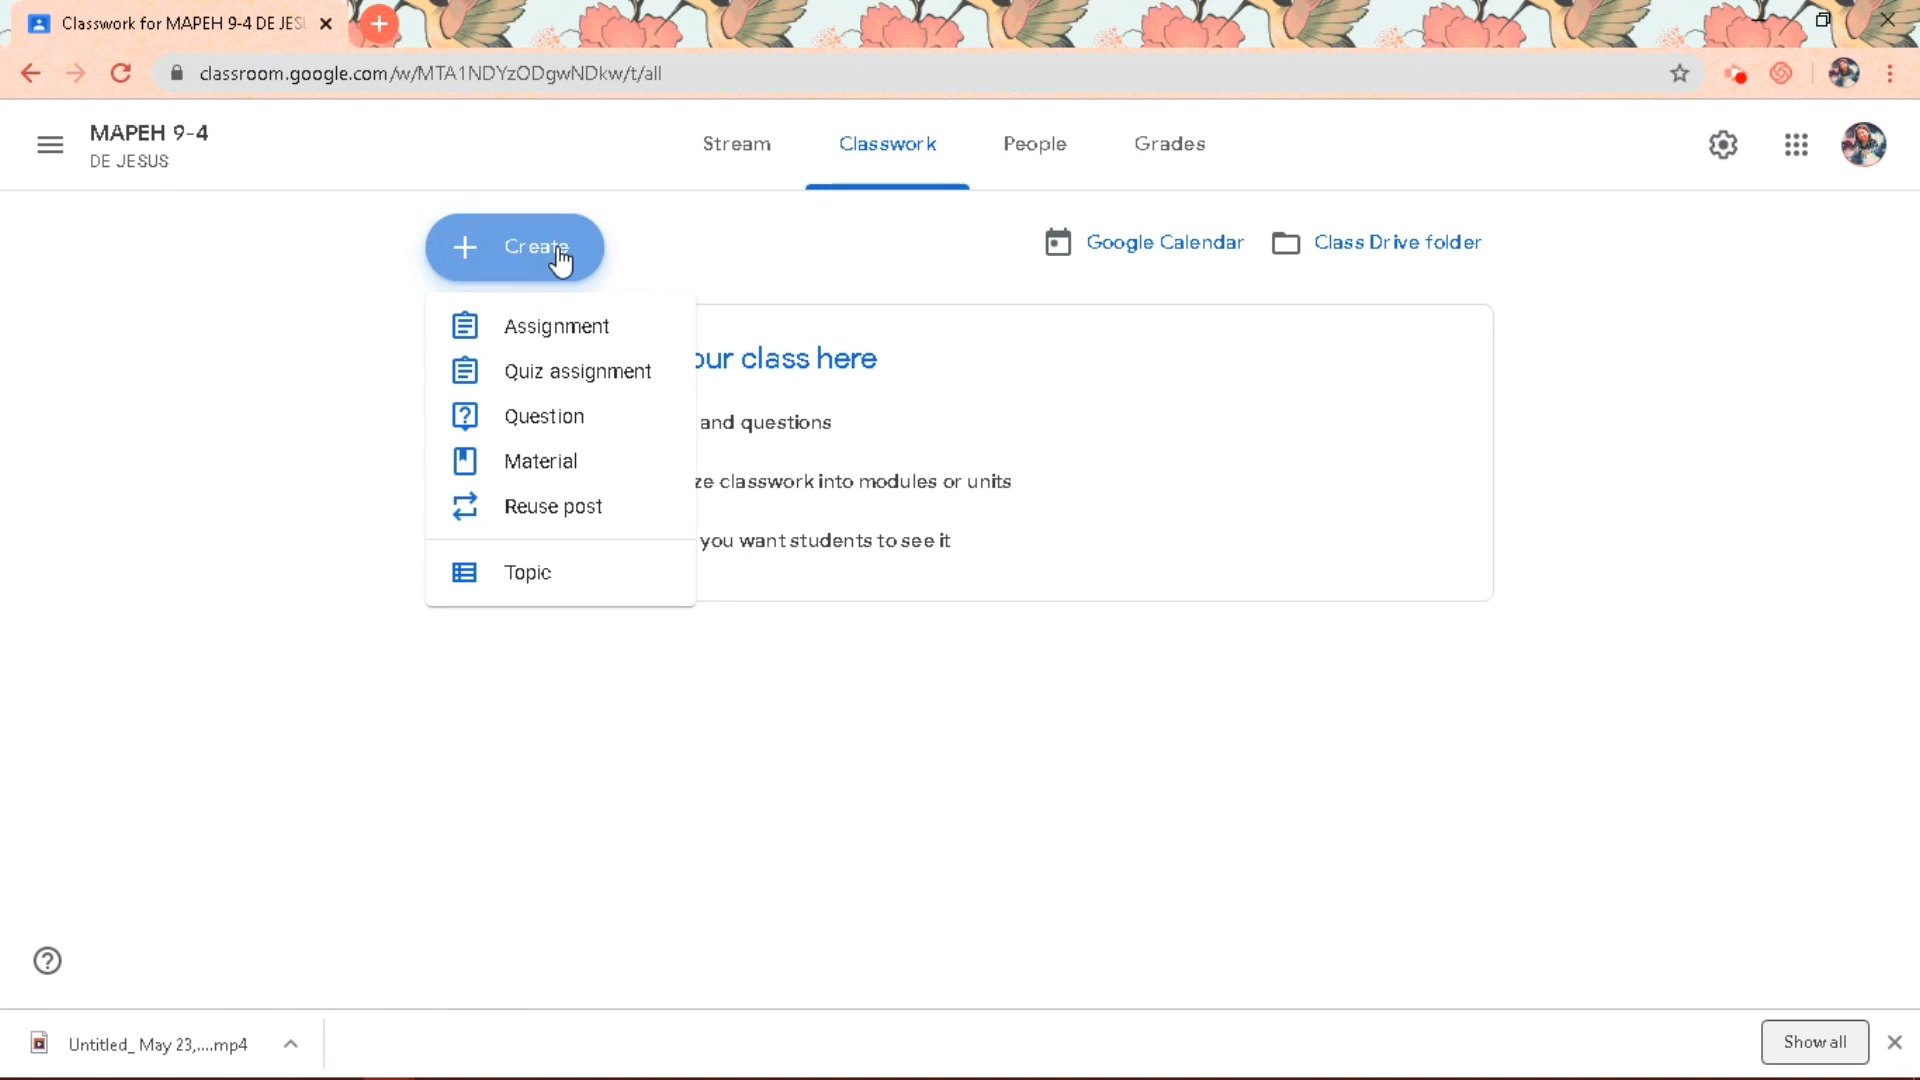 Classwork for MAPEH 9-4 DE JES
classroom.google.com/w/MTA1NDYzODgwNDkw/t/all
MAPEH 9-4
DE JESUS
Stream
Classwork
People
Grades
Create
Google Calendar
Class Drive folder
Assignment
Quiz assignment
Question
Material
Reuse post
Topic
our class here
and questions
ze classwork into modules or units
you want students to see it
Untitled_ May 23,....mp4
Show all